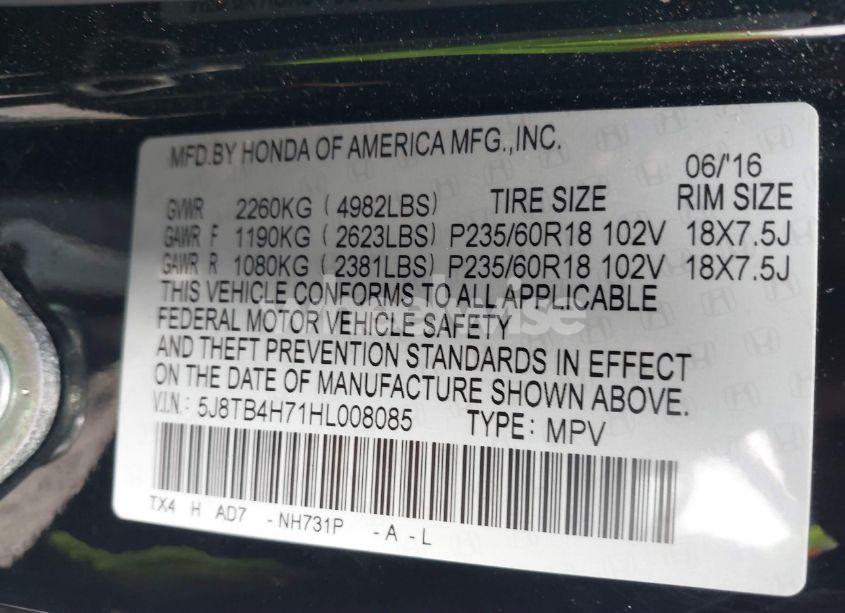 MFD.BY HONDA OF AMERICA MFG.,INC.
06/'16
GVWR 2260KG ( 4982LBS) TIRE SIZE RIM SIZE
GAWR F 1190KG ( 2623LBS) P235/60R18 102V 18X7.5J
GAWR R 1080KG ( 2381LBS) P235/60R18 102V 18X7.5J
THIS VEHICLE CONFORMS TO ALL APPLICABLE
FEDERAL MOTOR VEHICLE SAFETY
AND THEFT PREVENTION STANDARDS IN EFFECT
ON THE DATE OF MANUFACTURE SHOWN ABOVE.
V.I.N.: 5J8TB4H71HL008085 TYPE: MPV
TX4 H AD7 -NH731P -A -L